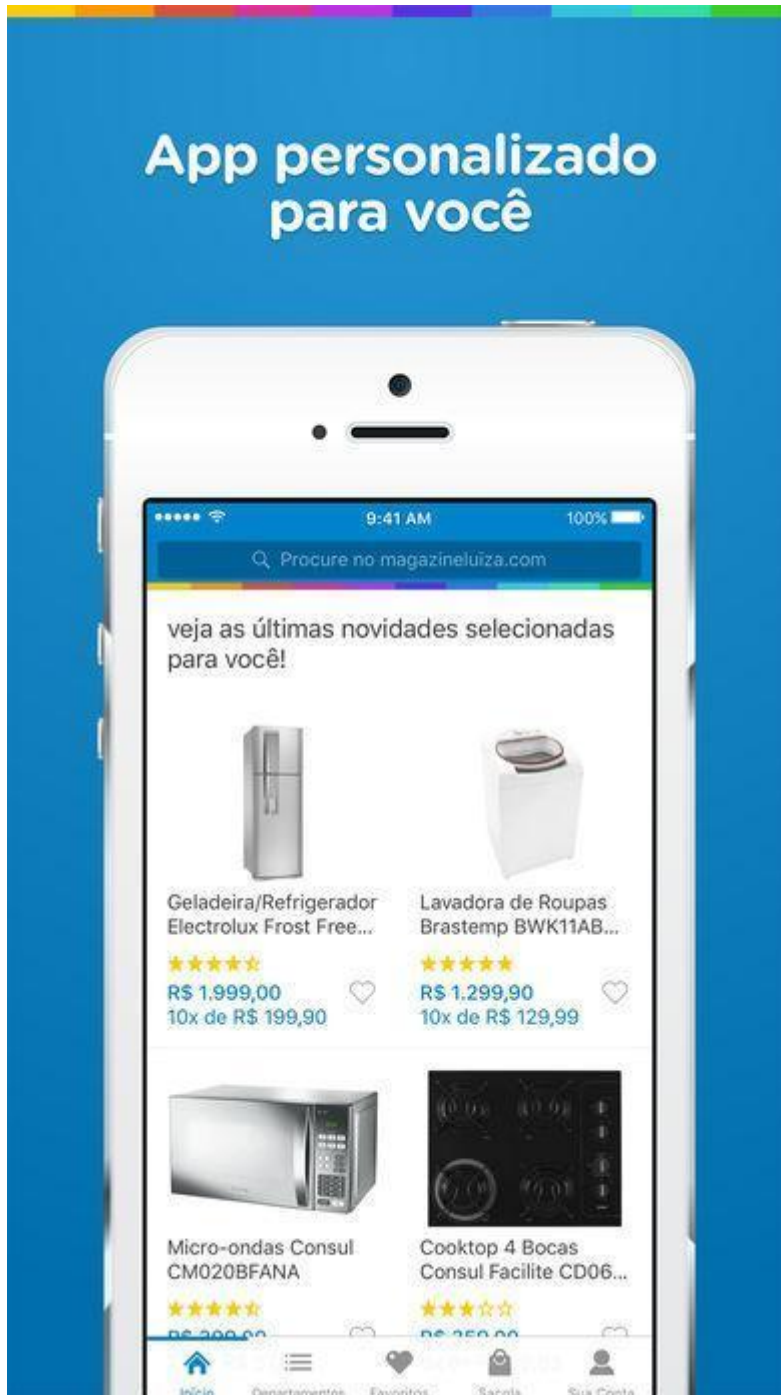 App personalizado
para você
9:41 AM
100%
Procure no magazineluiza.com
veja as últimas novidades selecionadas
para você!
Geladeira/Refrigerador
Electrolux Frost Free...
R$ 1.999,00
10x de R$ 199,90
Lavadora de Roupas
Brastemp BWK11AB...
R$ 1.299,90
10x de R$ 129,99
Micro-ondas Consul
CM020BFANA
Cooktop 4 Bocas
Consul Facilite CD06...
Início
Departamentos
Favoritos
Sacola
Sua Conta